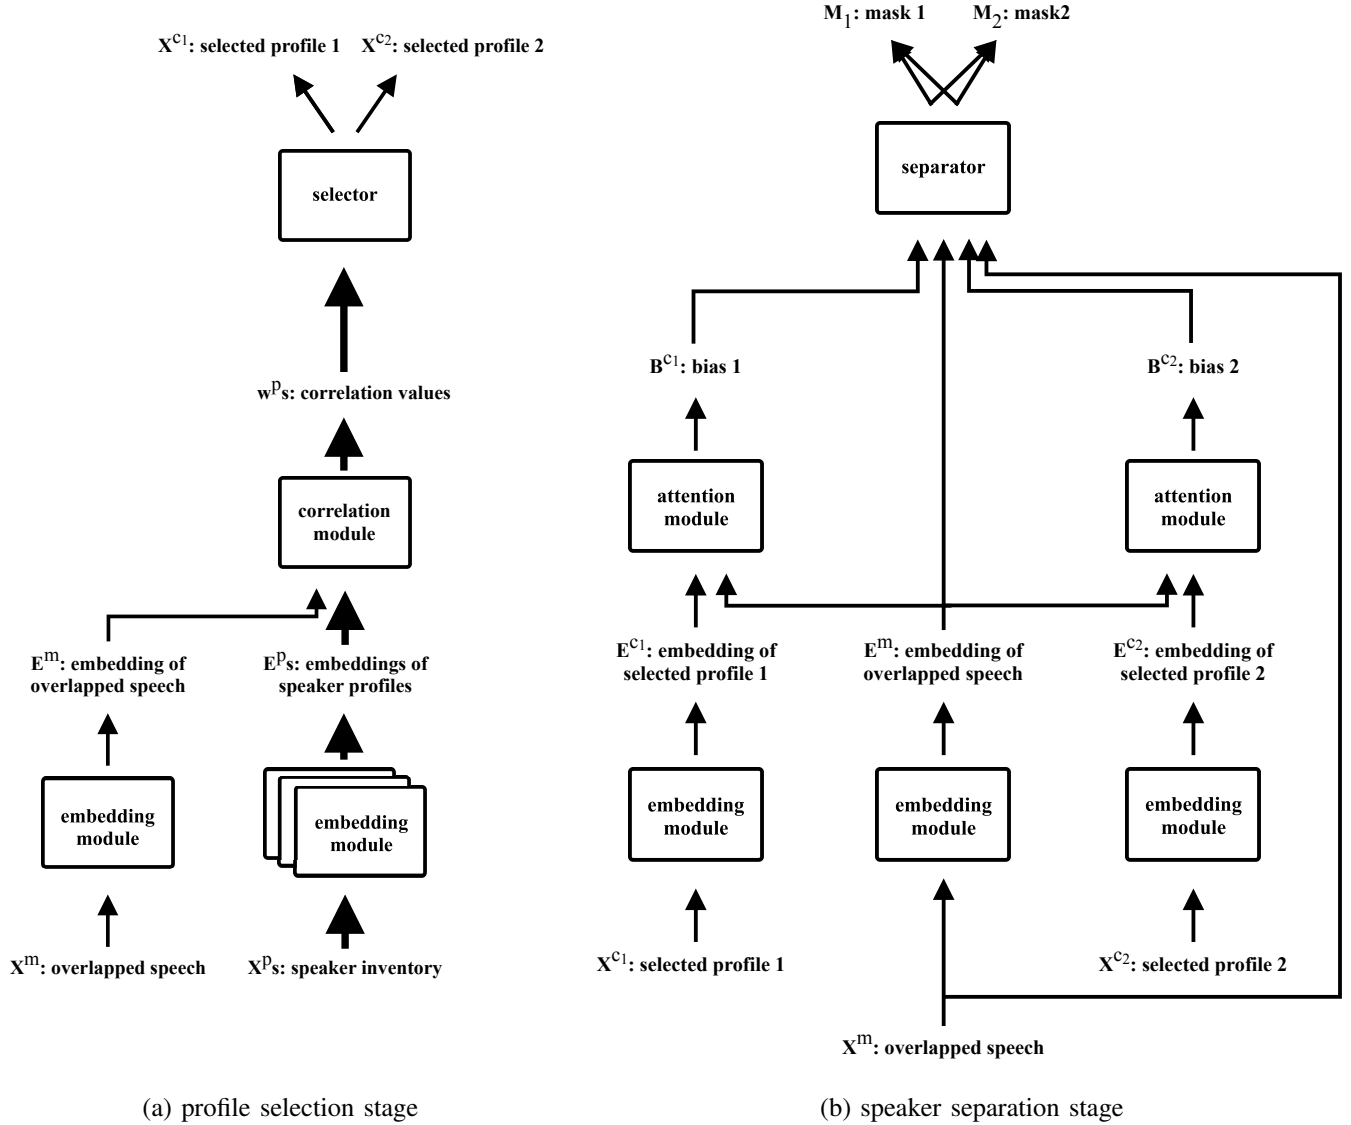 X^c1: selected profile 1 X^c2: selected profile 2
selector
w^ps: correlation values
correlation
module
E^m: embedding of
overlapped speech
E^ps: embeddings of
speaker profiles
embedding
module
embedding
module
X^m: overlapped speech
X^ps: speaker inventory
(a) profile selection stage
M1: mask 1 M2: mask2
separator
B^c1: bias 1
B^c2: bias 2
attention
module
attention
module
E^c1: embedding of
selected profile 1
E^m: embedding of
overlapped speech
E^c2: embedding of
selected profile 2
embedding
module
embedding
module
embedding
module
X^c1: selected profile 1
X^c2: selected profile 2
X^m: overlapped speech
(b) speaker separation stage